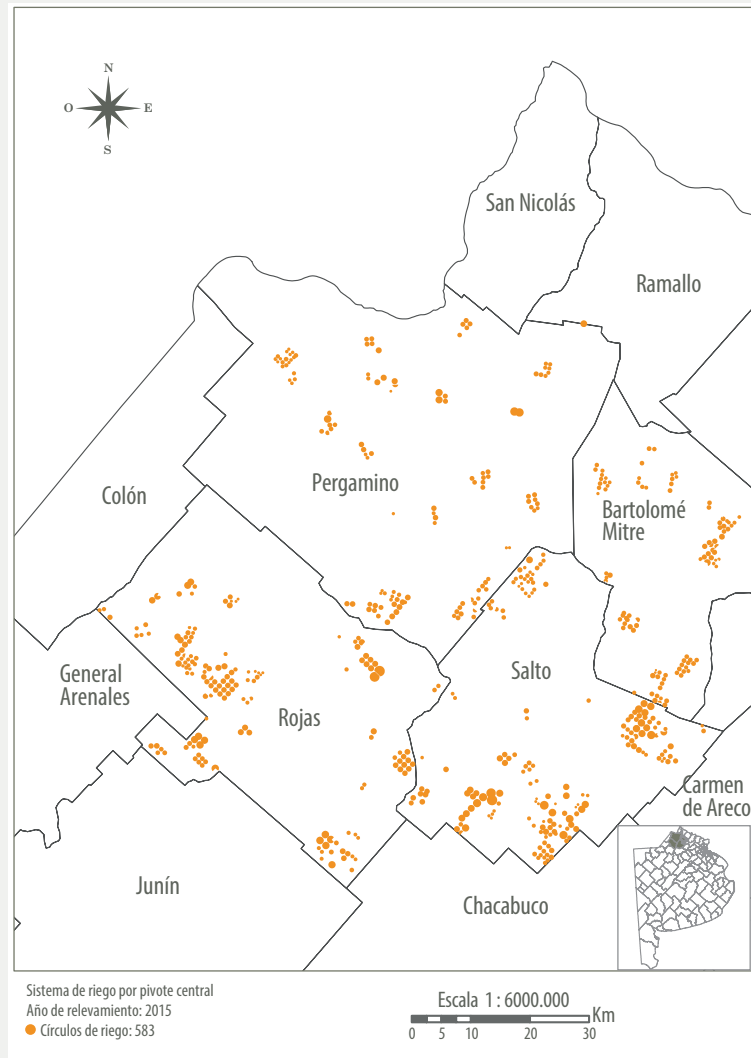 N
O
E
S
San Nicolás
Ramallo
Colón
Pergamino
Bartolomé
Mitre
General
Arenales
Rojas
Salto
Carmen
de Areco
Junín
Chacabuco
Sistema de riego por pivote central
Año de relevamiento: 2015
Círculos de riego: 583
Escala 1 : 6000.000
Km
0 5 10 20 30